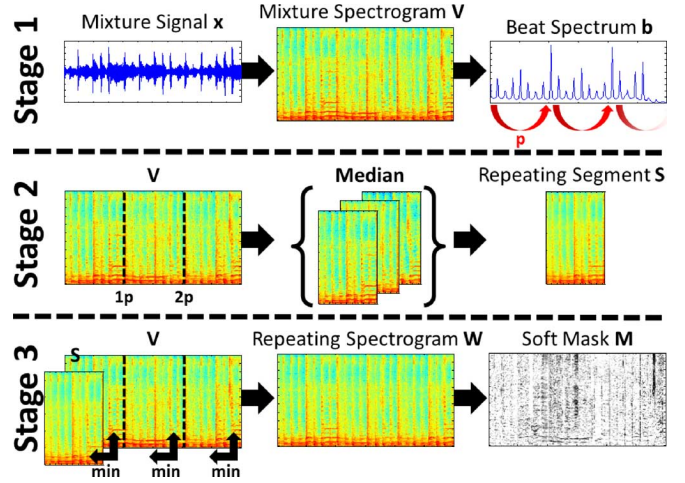 Stage 1
Mixture Signal x
Mixture Spectrogram V
Beat Spectrum b
p
Stage 2
V
Median
Repeating Segment S
1p
2p
Stage 3
S
V
Repeating Spectrogram W
Soft Mask M
min
min
min